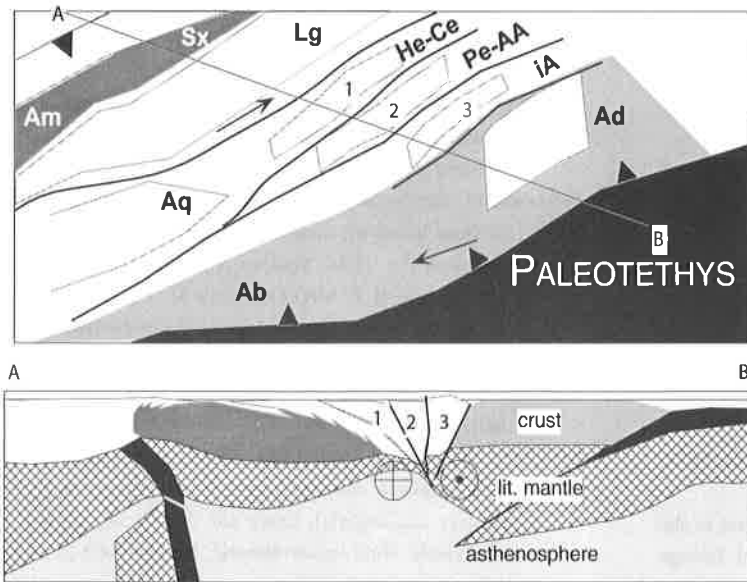 A
Sx
Lg
He-Ce
Pe-AA
iA
1
2
3
Am
Ad
Aq
B
PALEOTETHYS
Ab
A
B
1
2
3
crust
lit. mantle
asthenosphere